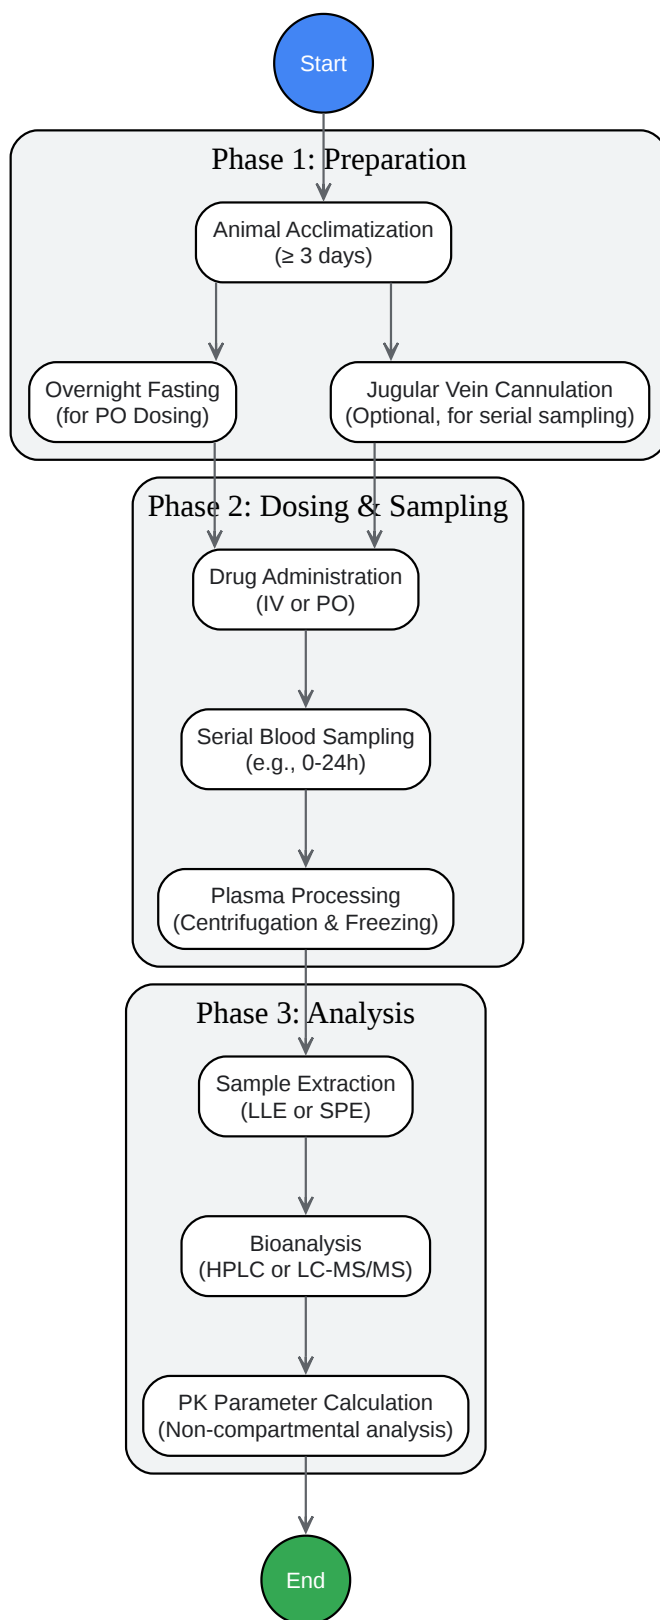 Start
Phase 1: Preparation
Animal Acclimatization
(≥ 3 days)
Overnight Fasting
(for PO Dosing)
Jugular Vein Cannulation
(Optional, for serial sampling)
Phase 2: Dosing & Sampling
Drug Administration
(IV or PO)
Serial Blood Sampling
(e.g., 0-24h)
Plasma Processing
(Centrifugation & Freezing)
Phase 3: Analysis
Sample Extraction
(LLE or SPE)
Bioanalysis
(HPLC or LC-MS/MS)
PK Parameter Calculation
(Non-compartmental analysis)
End